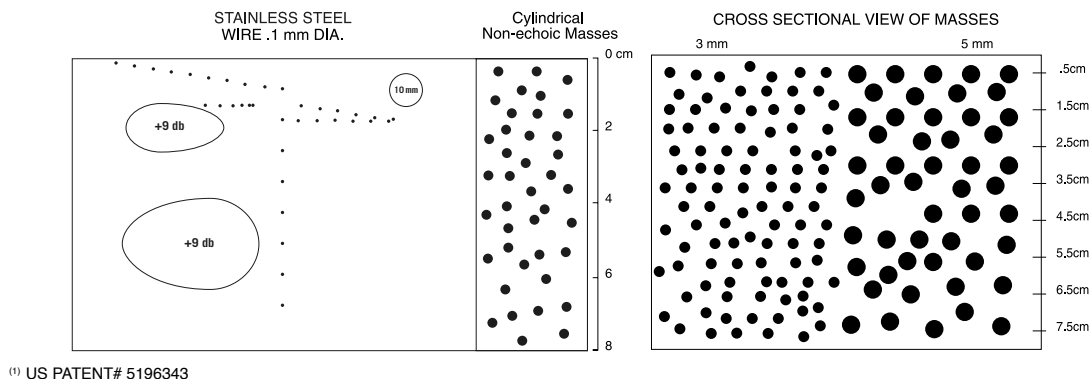 STAINLESS STEEL
WIRE .1 mm DIA.
Cylindrical
Non-echoic Masses
0 cm
2
4
6
8
10 mm
+9 db
+9 db
CROSS SECTIONAL VIEW OF MASSES
3 mm
5 mm
.5cm
1.5cm
2.5cm
3.5cm
4.5cm
5.5cm
6.5cm
7.5cm
(1) US PATENT# 5196343